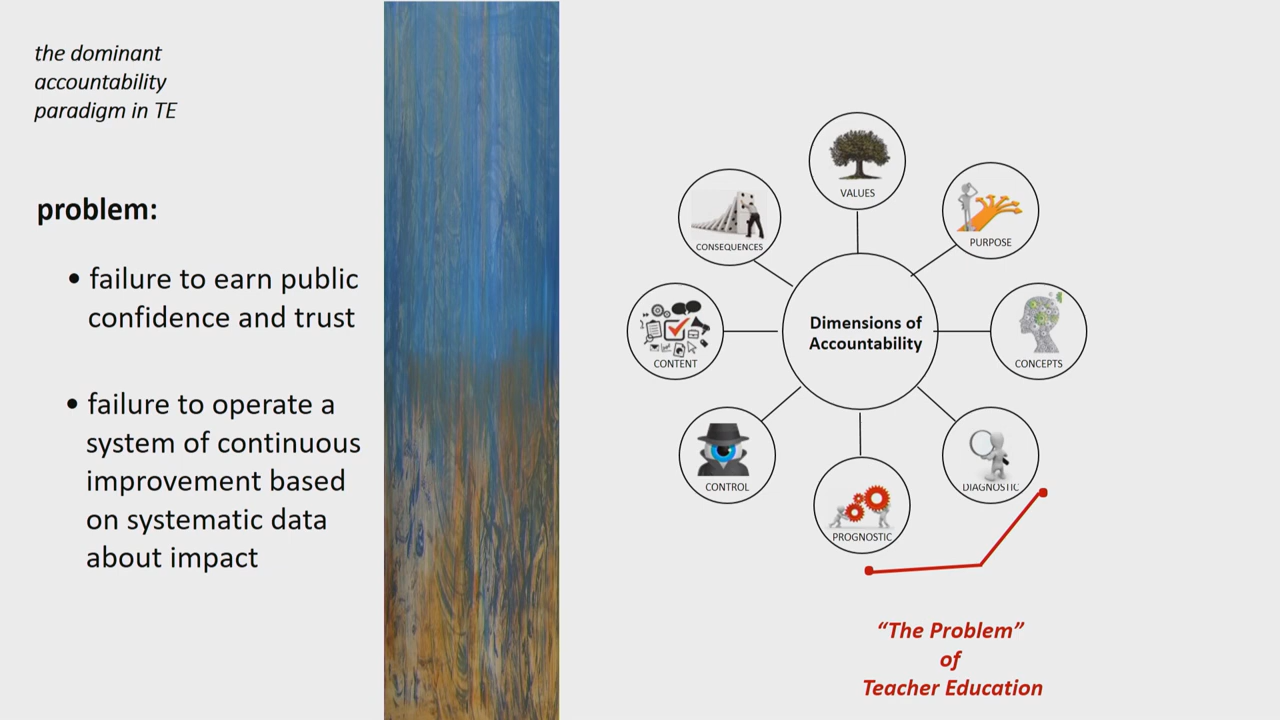 the dominant
accountability
paradigm in TE
problem:
• failure to earn public
confidence and trust
• failure to operate a
system of continuous
improvement based
on systematic data
about impact
VALUES
PURPOSE
CONSEQUENCES
Dimensions of
Accountability
CONTENT
CONCEPTS
CONTROL
DIAGNOSTIC
PROGNOSTIC
“The Problem”
of
Teacher Education